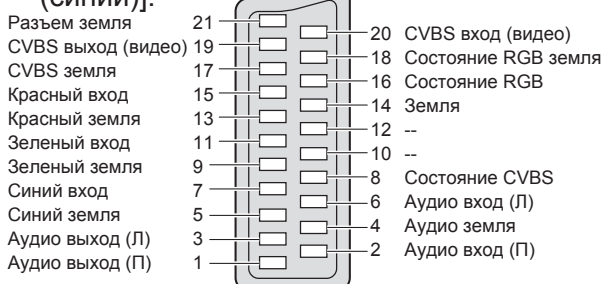 (синий)].
Разъем земля 21
CVBS выход (видео) 19
CVBS земля 17
Красный вход 15
Красный земля 13
Зеленый вход 11
Зеленый земля 9
Синий вход 7
Синий земля 5
Аудио выход (Л) 3
Аудио выход (П) 1
20 CVBS вход (видео)
18 Состояние RGB земля
16 Состояние RGB
14 Земля
12 --
10 --
8 Состояние CVBS
6 Аудио вход (Л)
4 Аудио земля
2 Аудио вход (П)